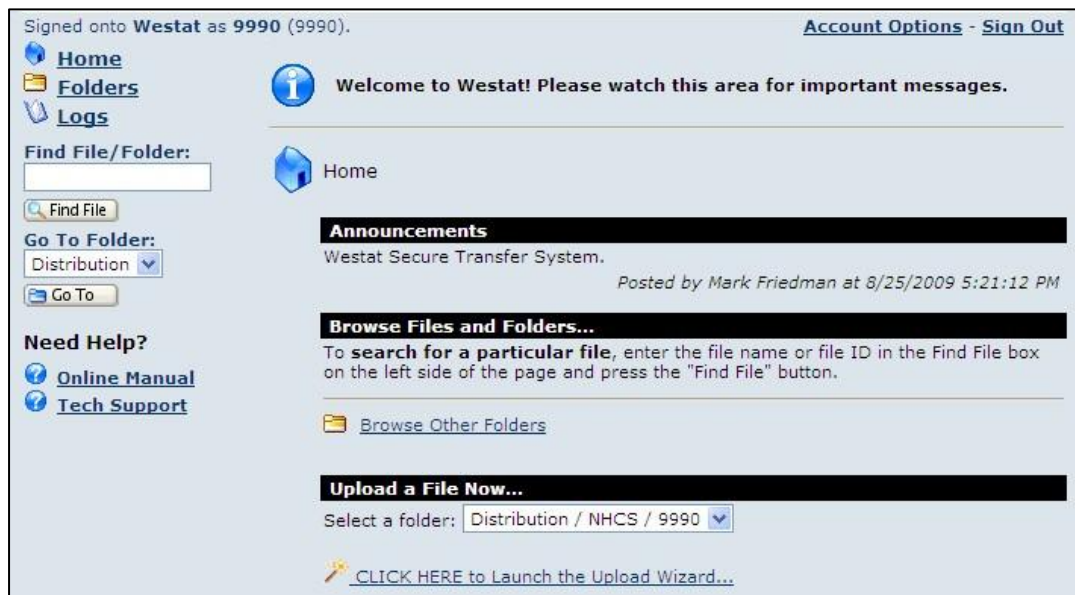 Signed onto Westat as 9990 (9990).
Account Options - Sign Out
Home
Folders
Logs
Find File/Folder:
Find File
Go To Folder:
Distribution
Go To
Need Help?
Online Manual
Tech Support
Welcome to Westat! Please watch this area for important messages.
Home
Announcements
Westat Secure Transfer System.
Posted by Mark Friedman at 8/25/2009 5:21:12 PM
Browse Files and Folders...
To search for a particular file, enter the file name or file ID in the Find File box
on the left side of the page and press the "Find File" button.
Browse Other Folders
Upload a File Now...
Select a folder: Distribution / NHCS / 9990
CLICK HERE to Launch the Upload Wizard...